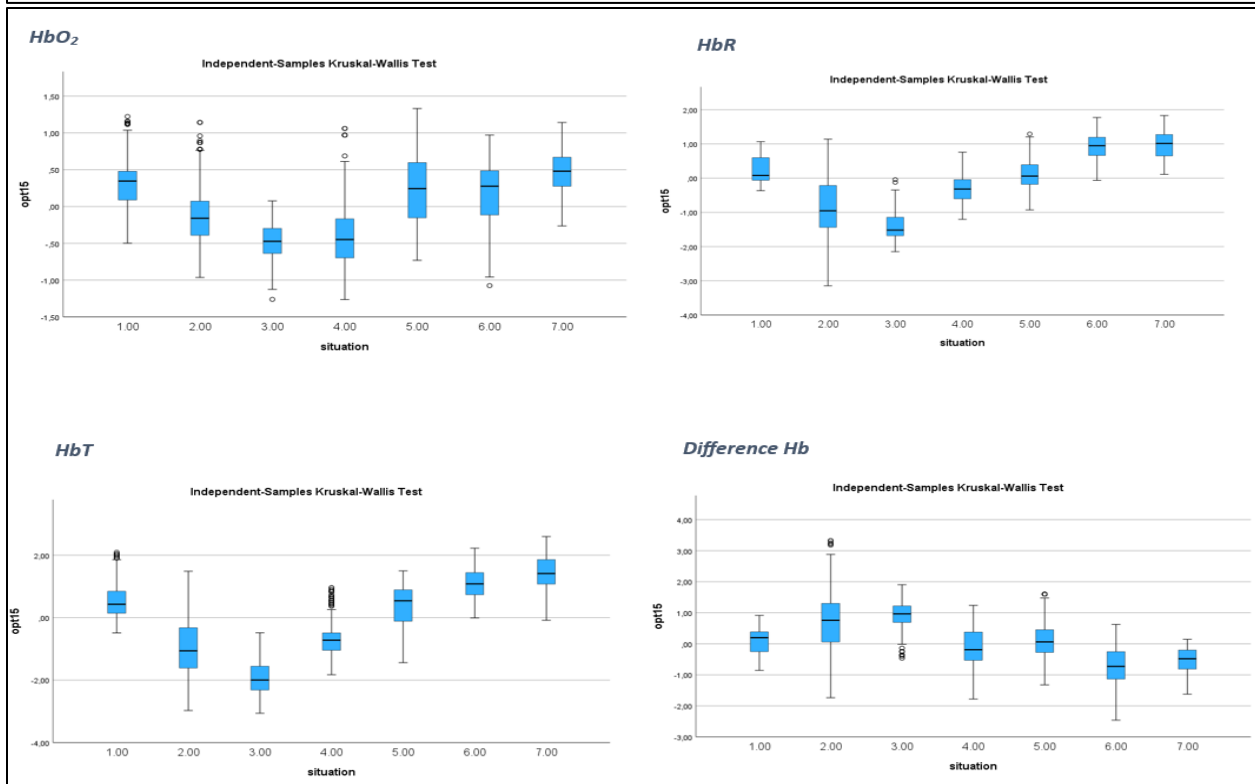 HbO₂
Independent-Samples Kruskal-Wallis Test
opt15
1,50
1,00
,50
,00
-,50
-1,00
-1,50
1.00 2.00 3.00 4.00 5.00 6.00 7.00
situation
HbR
Independent-Samples Kruskal-Wallis Test
opt15
2,00
1,00
,00
-1,00
-2,00
-3,00
-4,00
1.00 2.00 3.00 4.00 5.00 6.00 7.00
situation
HbT
Independent-Samples Kruskal-Wallis Test
opt15
2,00
,00
-2,00
-4,00
1.00 2.00 3.00 4.00 5.00 6.00 7.00
situation
Difference Hb
Independent-Samples Kruskal-Wallis Test
opt15
4,00
3,00
2,00
1,00
,00
-1,00
-2,00
-3,00
1.00 2.00 3.00 4.00 5.00 6.00 7.00
situation